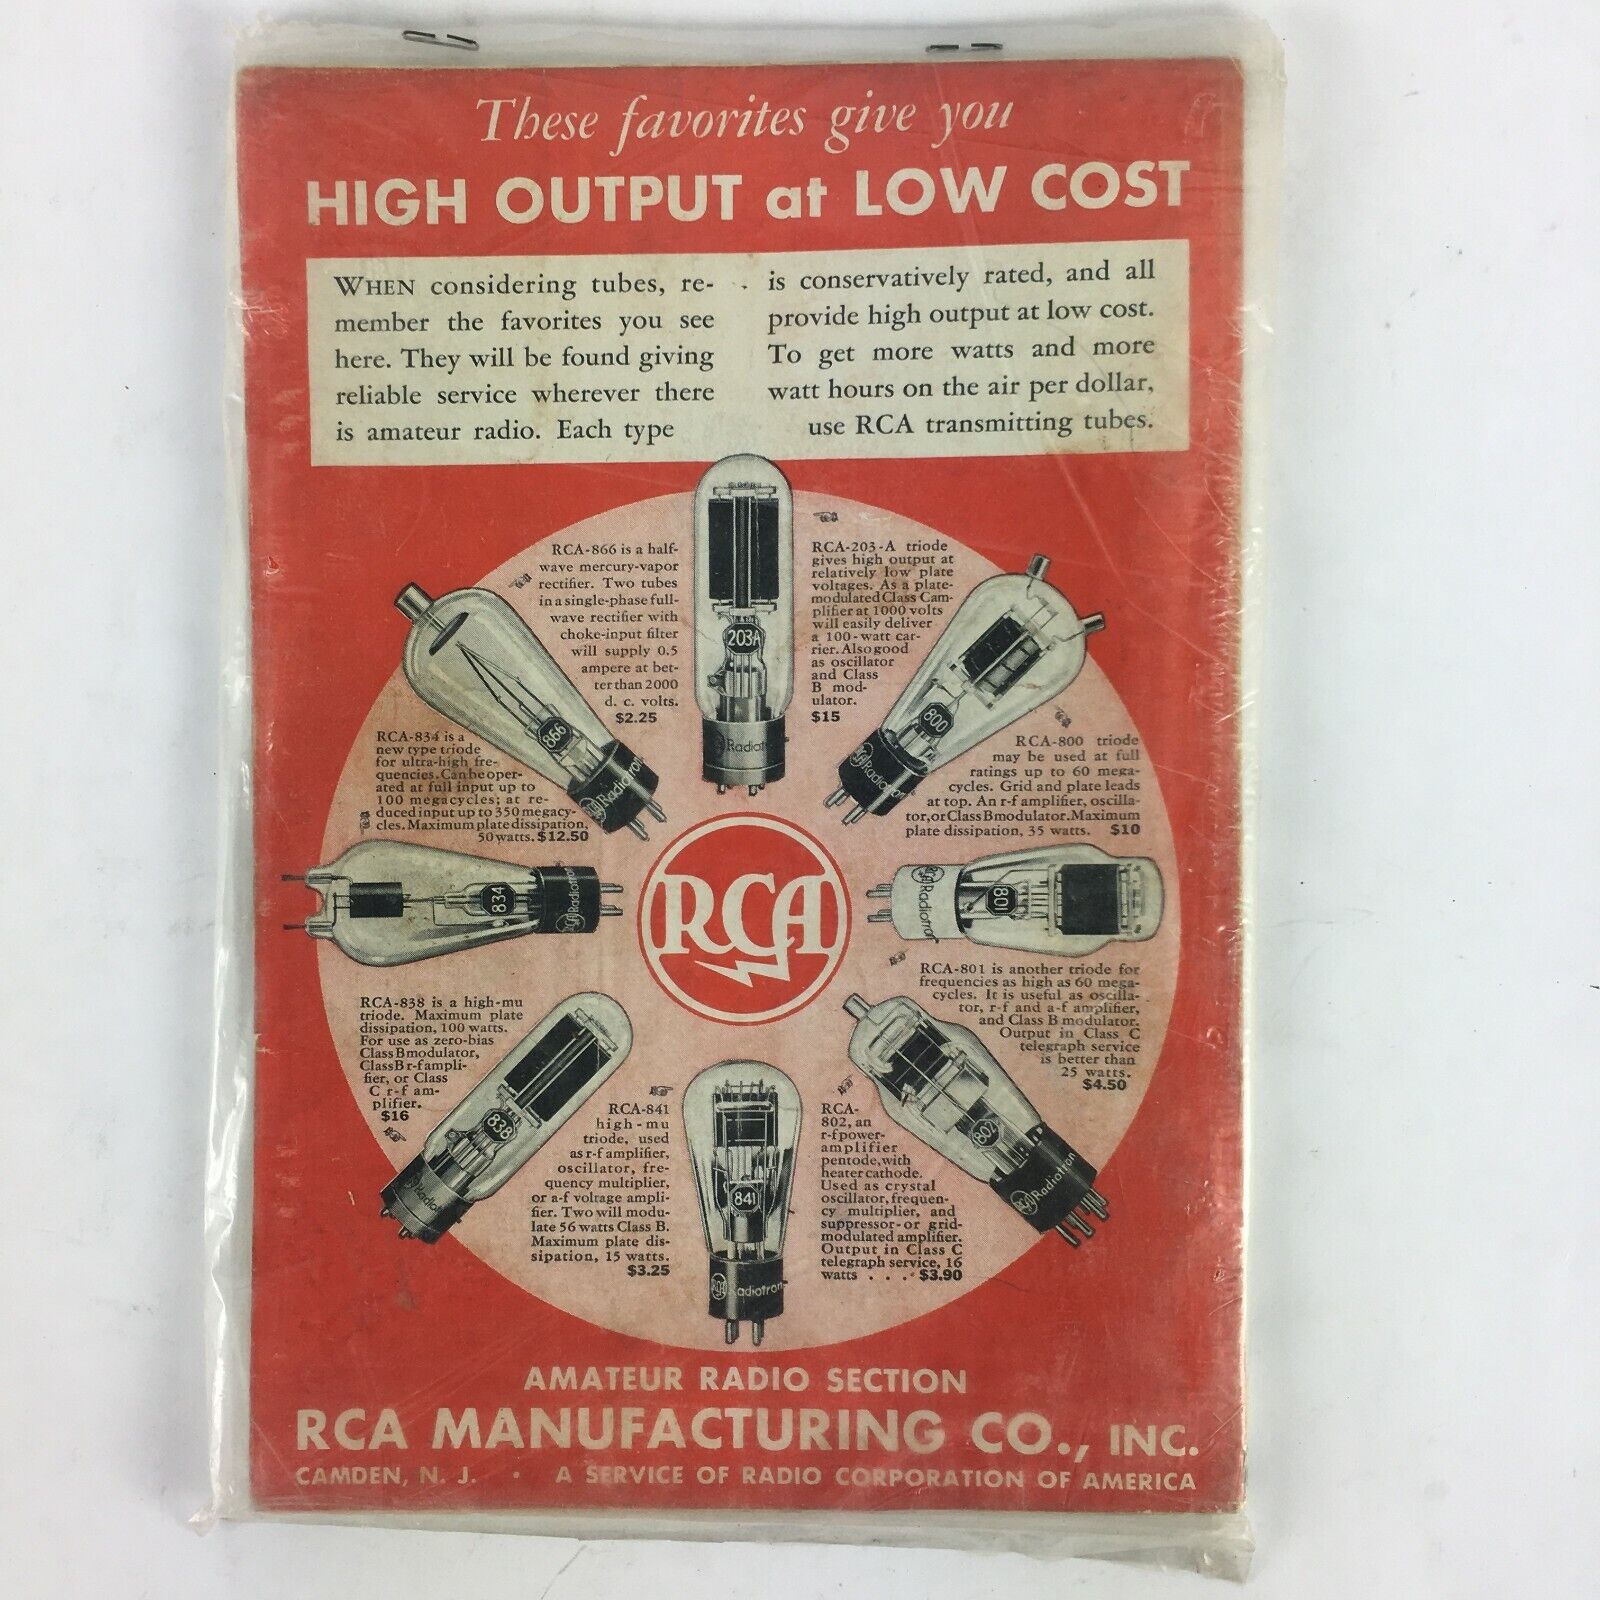 These favorites give you
HIGH OUTPUT at LOW COST
WHEN considering tubes, re-
member the favorites you see
here. They will be found giving
reliable service wherever there
is amateur radio. Each type
is conservatively rated, and all
provide high output at low cost.
To get more watts and more
watt hours on the air per dollar,
use RCA transmitting tubes.
RCA-866 is a half-
wave mercury-vapor
rectifier. Two tubes
in a single-phase full-
wave rectifier with
choke-input filter
will supply 0.5
ampere at bet-
ter than 2000
d. c. volts.
$2.25
203A
Radiotron
RCA-203-A triode
gives high output at
relatively low plate
voltages. As a plate-
modulated Class C am-
plifier at 1000 volts
will easily deliver
a 100-watt car-
rier. Also good
as oscillator
and Class
B mod-
ulator.
$15
866
RCA Radiotron
800
RCA Radiotron
RCA-834 is a
new type triode
for ultra-high fre-
quencies. Can be oper-
ated at full input up to
100 megacycles; at re-
duced input up to 350 megacy-
cles. Maximum plate dissipation,
50 watts. $12.50
RCA-800 triode
may be used at full
ratings up to 60 mega-
cycles. Grid and plate leads
at top. An r-f amplifier, oscilla-
tor, or Class B modulator. Maximum
plate dissipation, 35 watts. $10
834
RCA Radiotron
RCA
RCA Radiotron
801
RCA-838 is a high-mu
triode. Maximum plate
dissipation, 100 watts.
For use as zero-bias
Class B modulator,
Class B r-f ampli-
fier, or Class
C r-f am-
plifier.
$16
RCA-801 is another triode for
frequencies as high as 60 mega-
cycles. It is useful as oscilla-
tor, r-f and a-f amplifier,
and Class B modulator.
Output in Class C
telegraph service
is better than
25 watts.
$4.50
838
Radiotron
802
RCA Radiotron
RCA-841
high-mu
triode, used
as r-f amplifier,
oscillator, fre-
quency multiplier,
or a-f voltage ampli-
fier. Two will modu-
late 56 watts Class B.
Maximum plate dis-
sipation, 15 watts.
$3.25
841
RCA Radiotron
RCA-
802, an
r-f power-
amplifier
pentode, with
heater cathode.
Used as crystal
oscillator, frequen-
cy multiplier, and
suppressor- or grid-
modulated amplifier.
Output in Class C
telegraph service, 16
watts . . . $3.90
AMATEUR RADIO SECTION
RCA MANUFACTURING CO., INC.
CAMDEN, N. J. • A SERVICE OF RADIO CORPORATION OF AMERICA